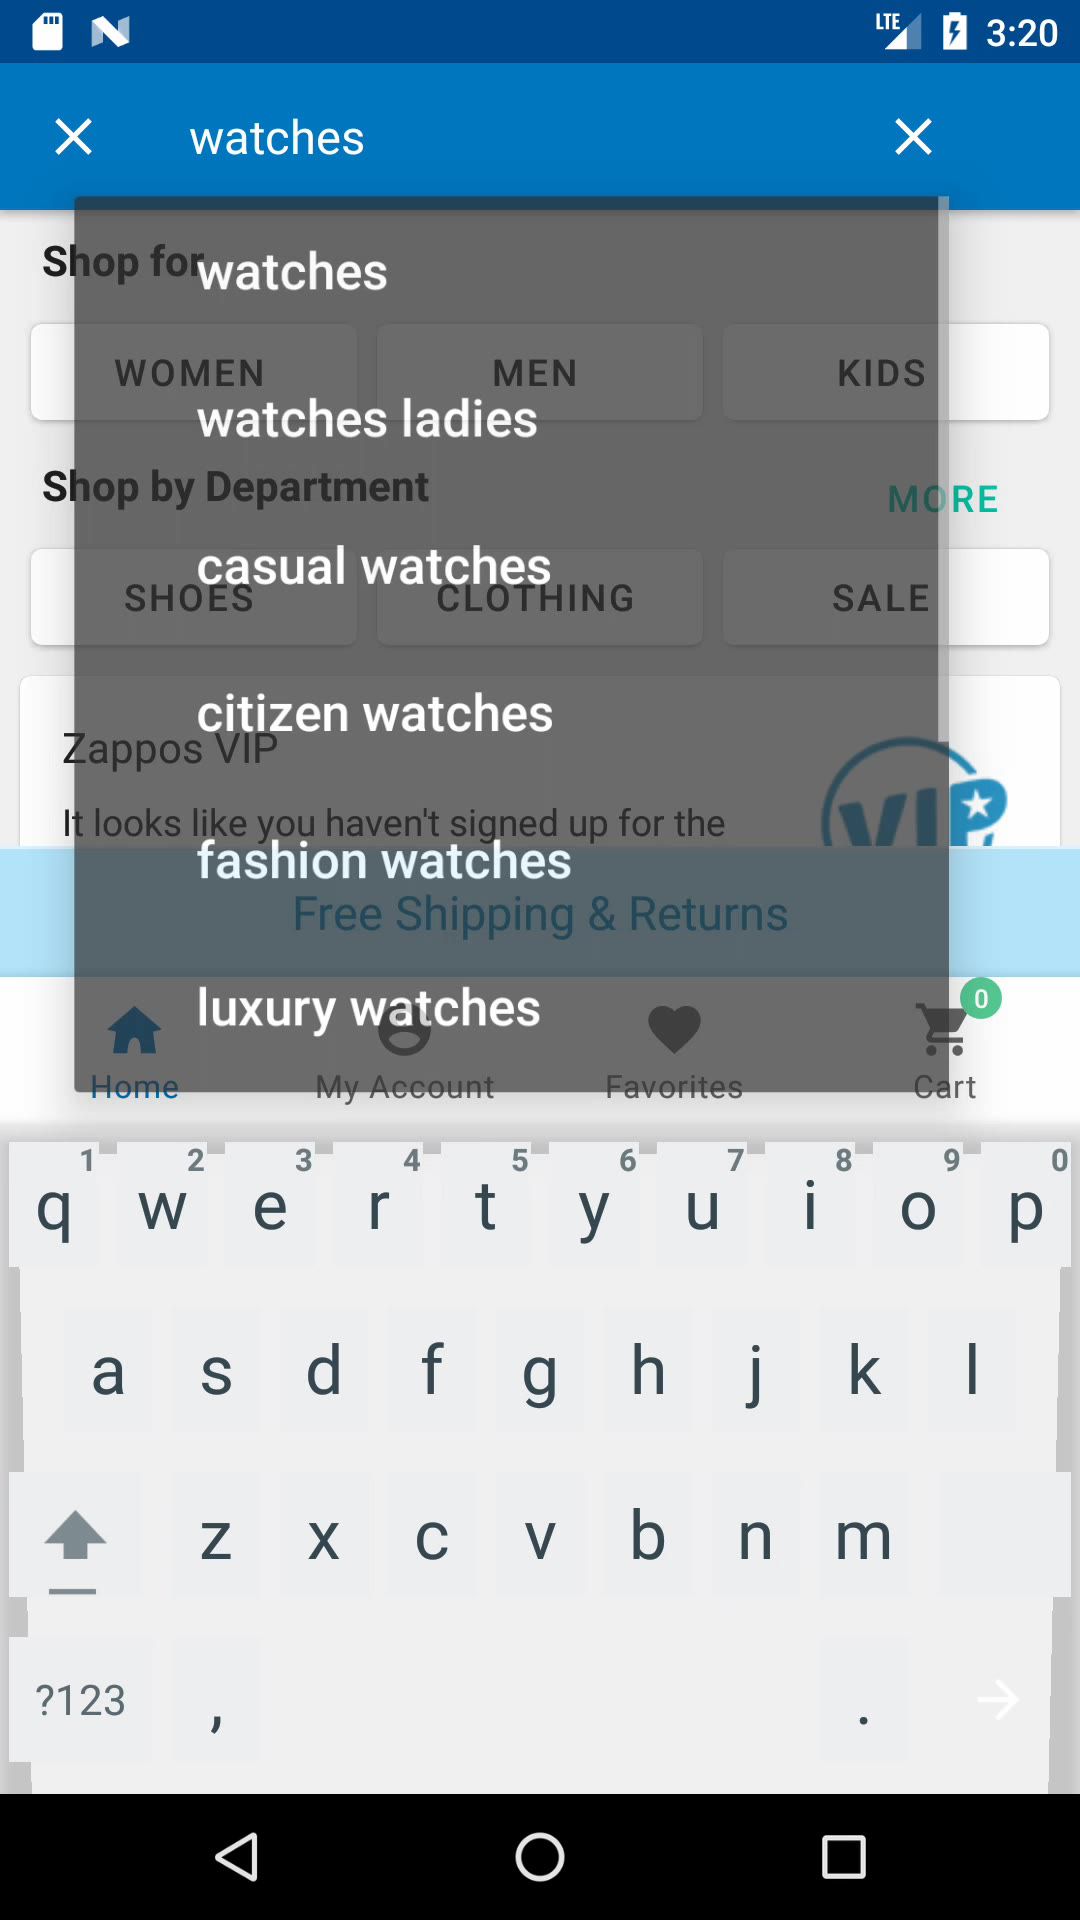 LTE 3:20
watches
Shop for
watches
WOMEN MEN KIDS
watches ladies
Shop by Department MORE
casual watches
SHOES CLOTHING SALE
citizen watches
Zappos VIP
VIP
It looks like you haven't signed up for the
fashion watches
Free Shipping & Returns
luxury watches
0
Home My Account Favorites Cart
1 2 3 4 5 6 7 8 9 0
q w e r t y u i o p
a s d f g h j k l
z x c v b n m
?123 , .